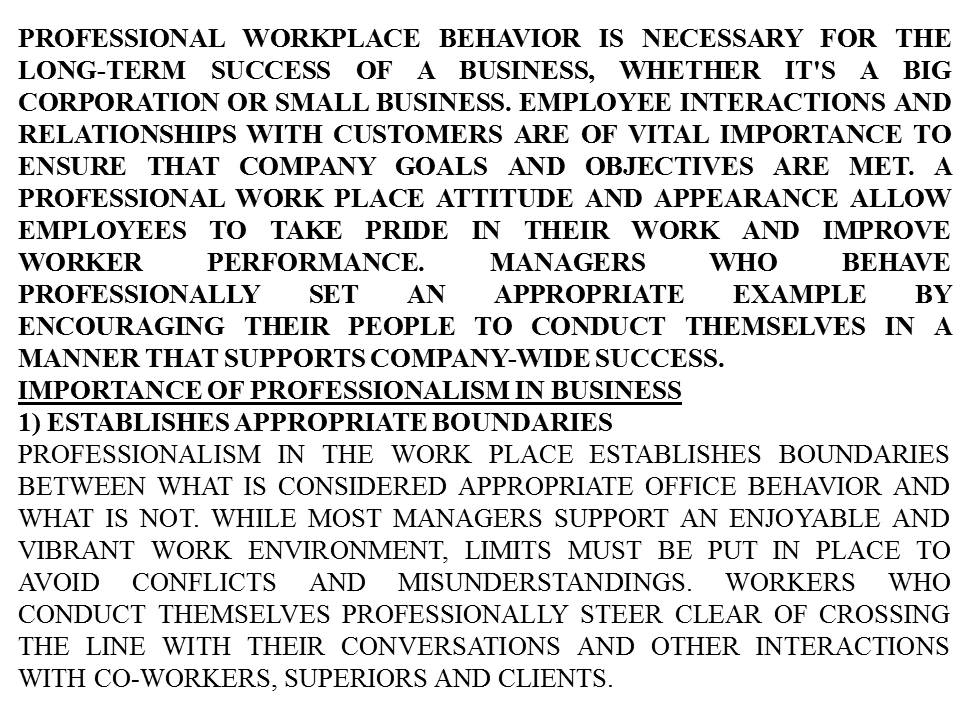 PROFESSIONAL WORKPLACE BEHAVIOR IS NECESSARY FOR THE
LONG-TERM SUCCESS OF A BUSINESS, WHETHER IT'S A BIG
CORPORATION OR SMALL BUSINESS. EMPLOYEE INTERACTIONS AND
RELATIONSHIPS WITH CUSTOMERS ARE OF VITAL IMPORTANCE TO
ENSURE THAT COMPANY GOALS AND OBJECTIVES ARE MET. A
PROFESSIONAL WORK PLACE ATTITUDE AND APPEARANCE ALLOW
EMPLOYEES TO TAKE PRIDE IN THEIR WORK AND IMPROVE
WORKER PERFORMANCE. MANAGERS WHO BEHAVE
PROFESSIONALLY SET AN APPROPRIATE EXAMPLE BY
ENCOURAGING THEIR PEOPLE TO CONDUCT THEMSELVES IN A
MANNER THAT SUPPORTS COMPANY-WIDE SUCCESS.
IMPORTANCE OF PROFESSIONALISM IN BUSINESS
1) ESTABLISHES APPROPRIATE BOUNDARIES
PROFESSIONALISM IN THE WORK PLACE ESTABLISHES BOUNDARIES
BETWEEN WHAT IS CONSIDERED APPROPRIATE OFFICE BEHAVIOR AND
WHAT IS NOT. WHILE MOST MANAGERS SUPPORT AN ENJOYABLE AND
VIBRANT WORK ENVIRONMENT, LIMITS MUST BE PUT IN PLACE TO
AVOID CONFLICTS AND MISUNDERSTANDINGS. WORKERS WHO
CONDUCT THEMSELVES PROFESSIONALLY STEER CLEAR OF CROSSING
THE LINE WITH THEIR CONVERSATIONS AND OTHER INTERACTIONS
WITH CO-WORKERS, SUPERIORS AND CLIENTS.